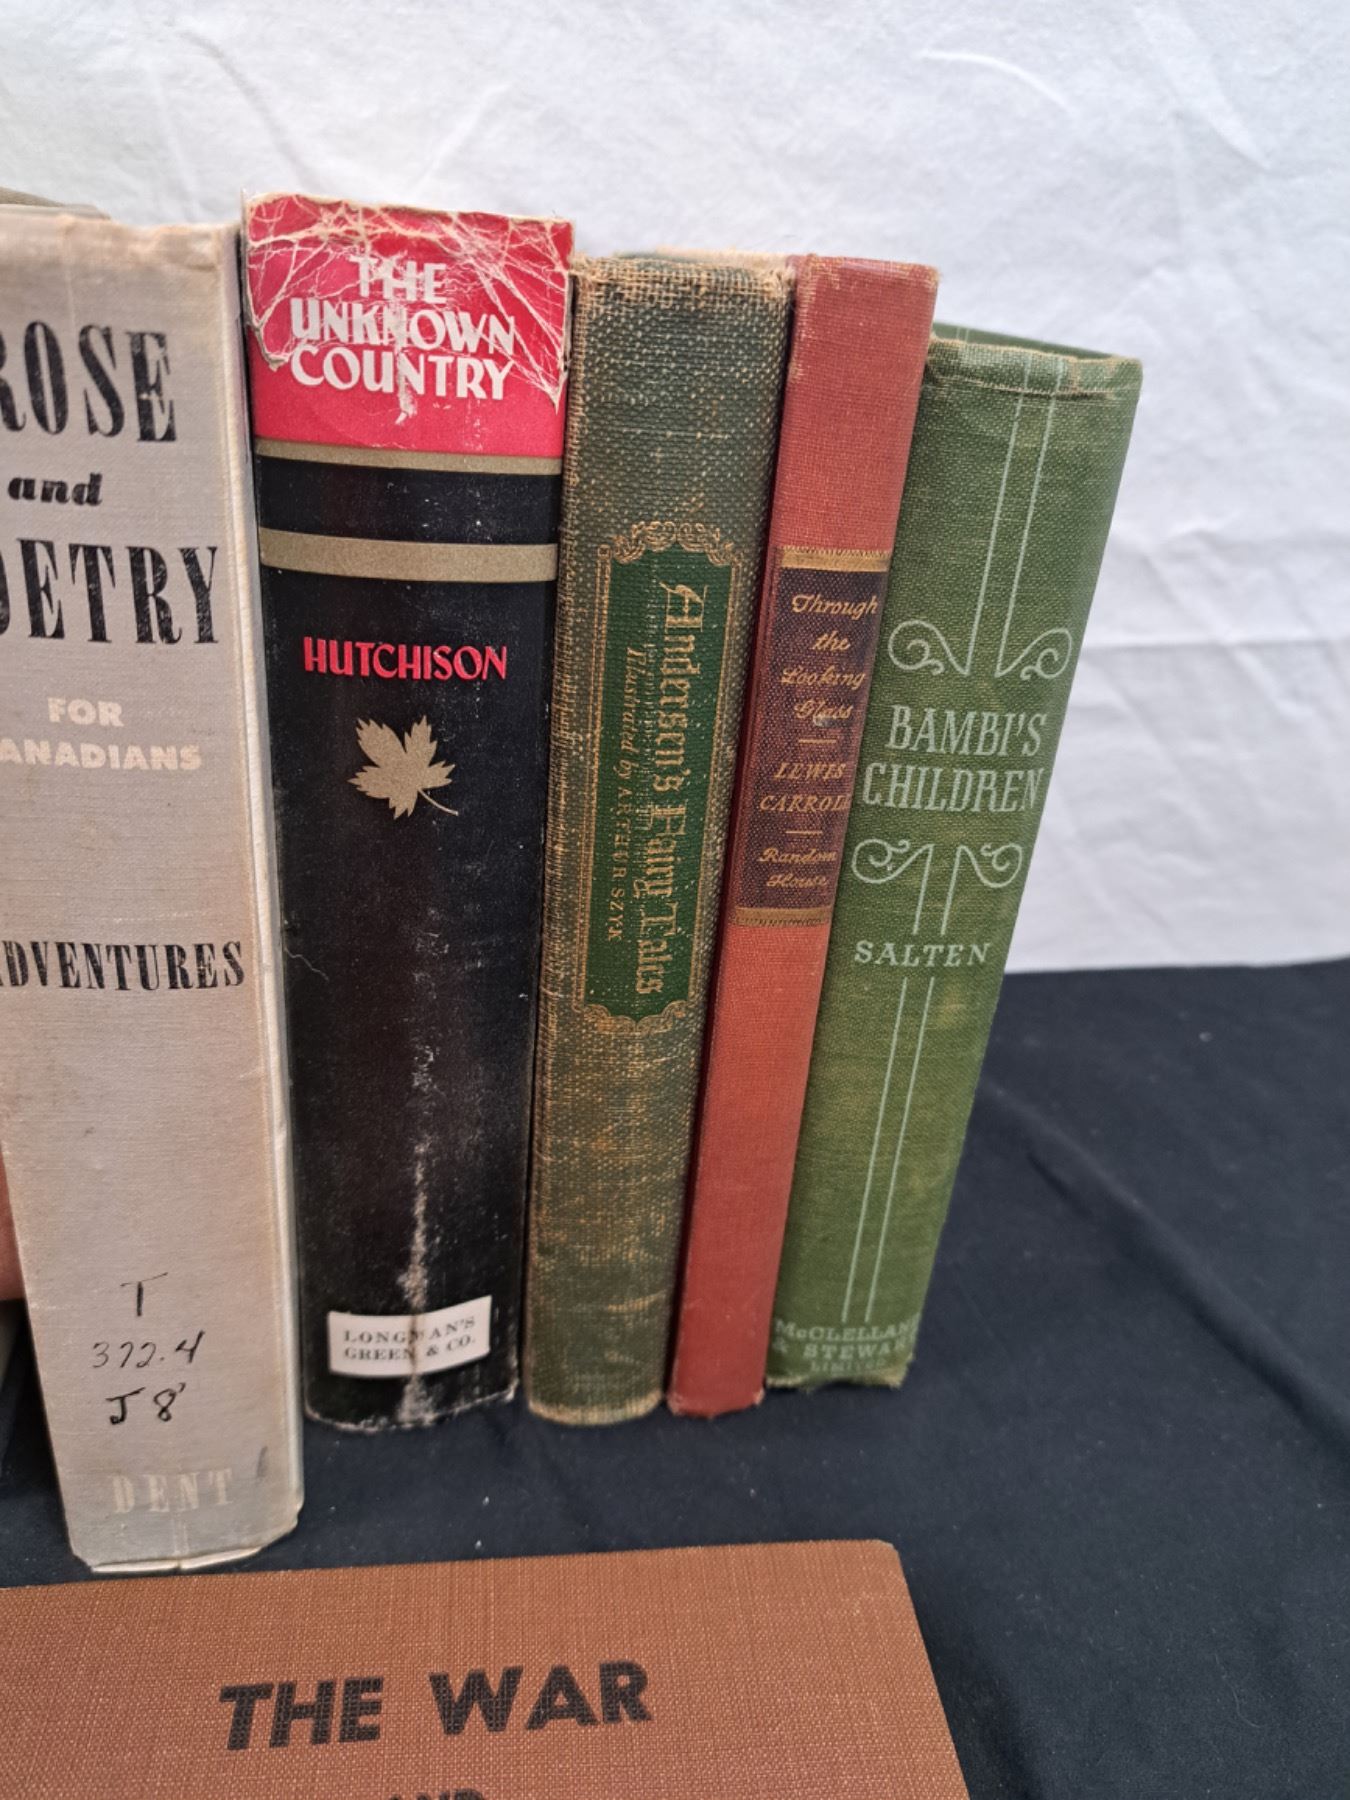 ROSE
and
OETRY
FOR
ANADIANS
ADVENTURES
T
372.4
J8
DENT
THE
UNKNOWN
COUNTRY
HUTCHISON
LONGMAN'S
GREEN & CO.
Andersen's Fairy Tales
Illustrated by ARTHUR SZYK
Through
the
Looking
Glass
LEWIS
CARROLL
Random
House
BAMBI'S
CHILDREN
SALTEN
McCLELLAND
& STEWART
LIMITED
THE WAR
AND